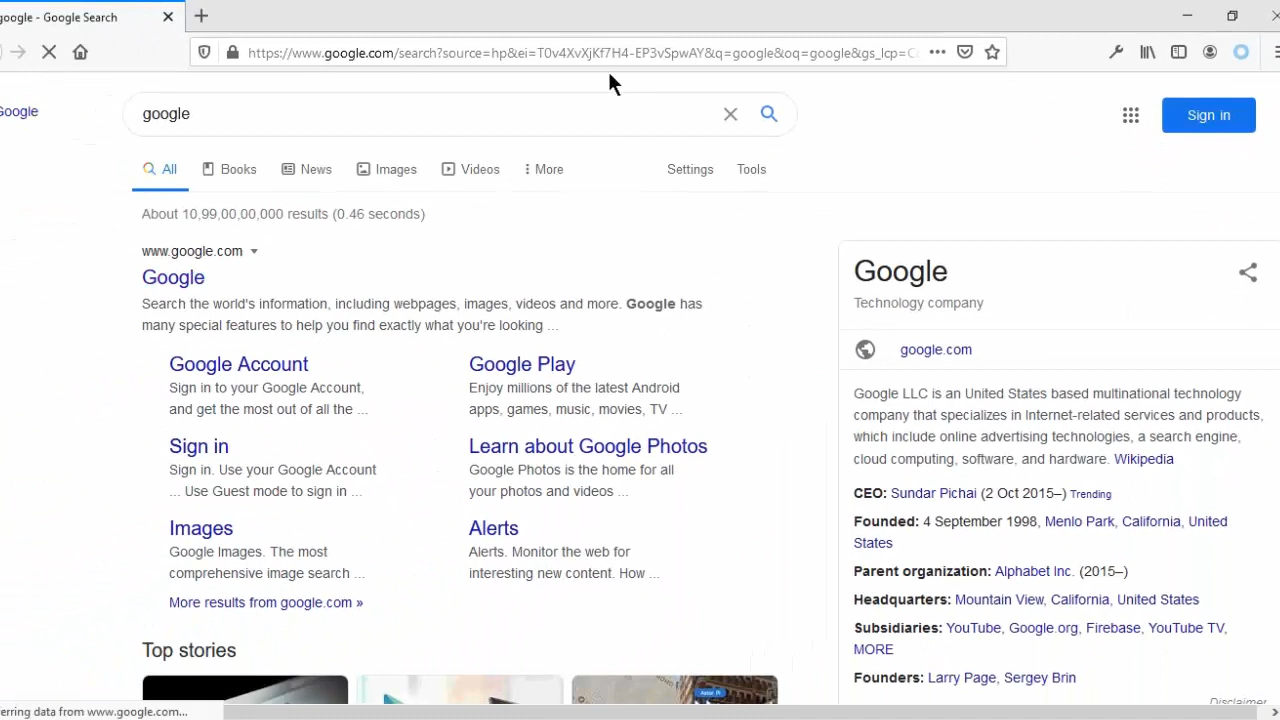 google - Google Search
https://www.google.com/search?source=hp&ei=T0v4XvXjKf7H4-EP3vSpwAY&q=google&oq=google&gs_lcp=C
Google
google
Sign in
All
Books
News
Images
Videos
More
Settings
Tools
About 10,99,00,00,000 results (0.46 seconds)
www.google.com
Google
Search the world's information, including webpages, images, videos and more. Google has
many special features to help you find exactly what you're looking ...
Google Account
Sign in to your Google Account,
and get the most out of all the ...
Google Play
Enjoy millions of the latest Android
apps, games, music, movies, TV ...
Sign in
Sign in. Use your Google Account
... Use Guest mode to sign in ...
Learn about Google Photos
Google Photos is the home for all
your photos and videos ...
Images
Google Images. The most
comprehensive image search ...
Alerts
Alerts. Monitor the web for
interesting new content. How ...
More results from google.com »
Top stories
Google
Technology company
google.com
Google LLC is an United States based multinational technology
company that specializes in Internet-related services and products,
which include online advertising technologies, a search engine,
cloud computing, software, and hardware. Wikipedia
CEO: Sundar Pichai (2 Oct 2015–) Trending
Founded: 4 September 1998, Menlo Park, California, United
States
Parent organization: Alphabet Inc. (2015–)
Headquarters: Mountain View, California, United States
Subsidiaries: YouTube, Google.org, Firebase, YouTube TV,
MORE
Founders: Larry Page, Sergey Brin
Disclaimer
erring data from www.google.com...